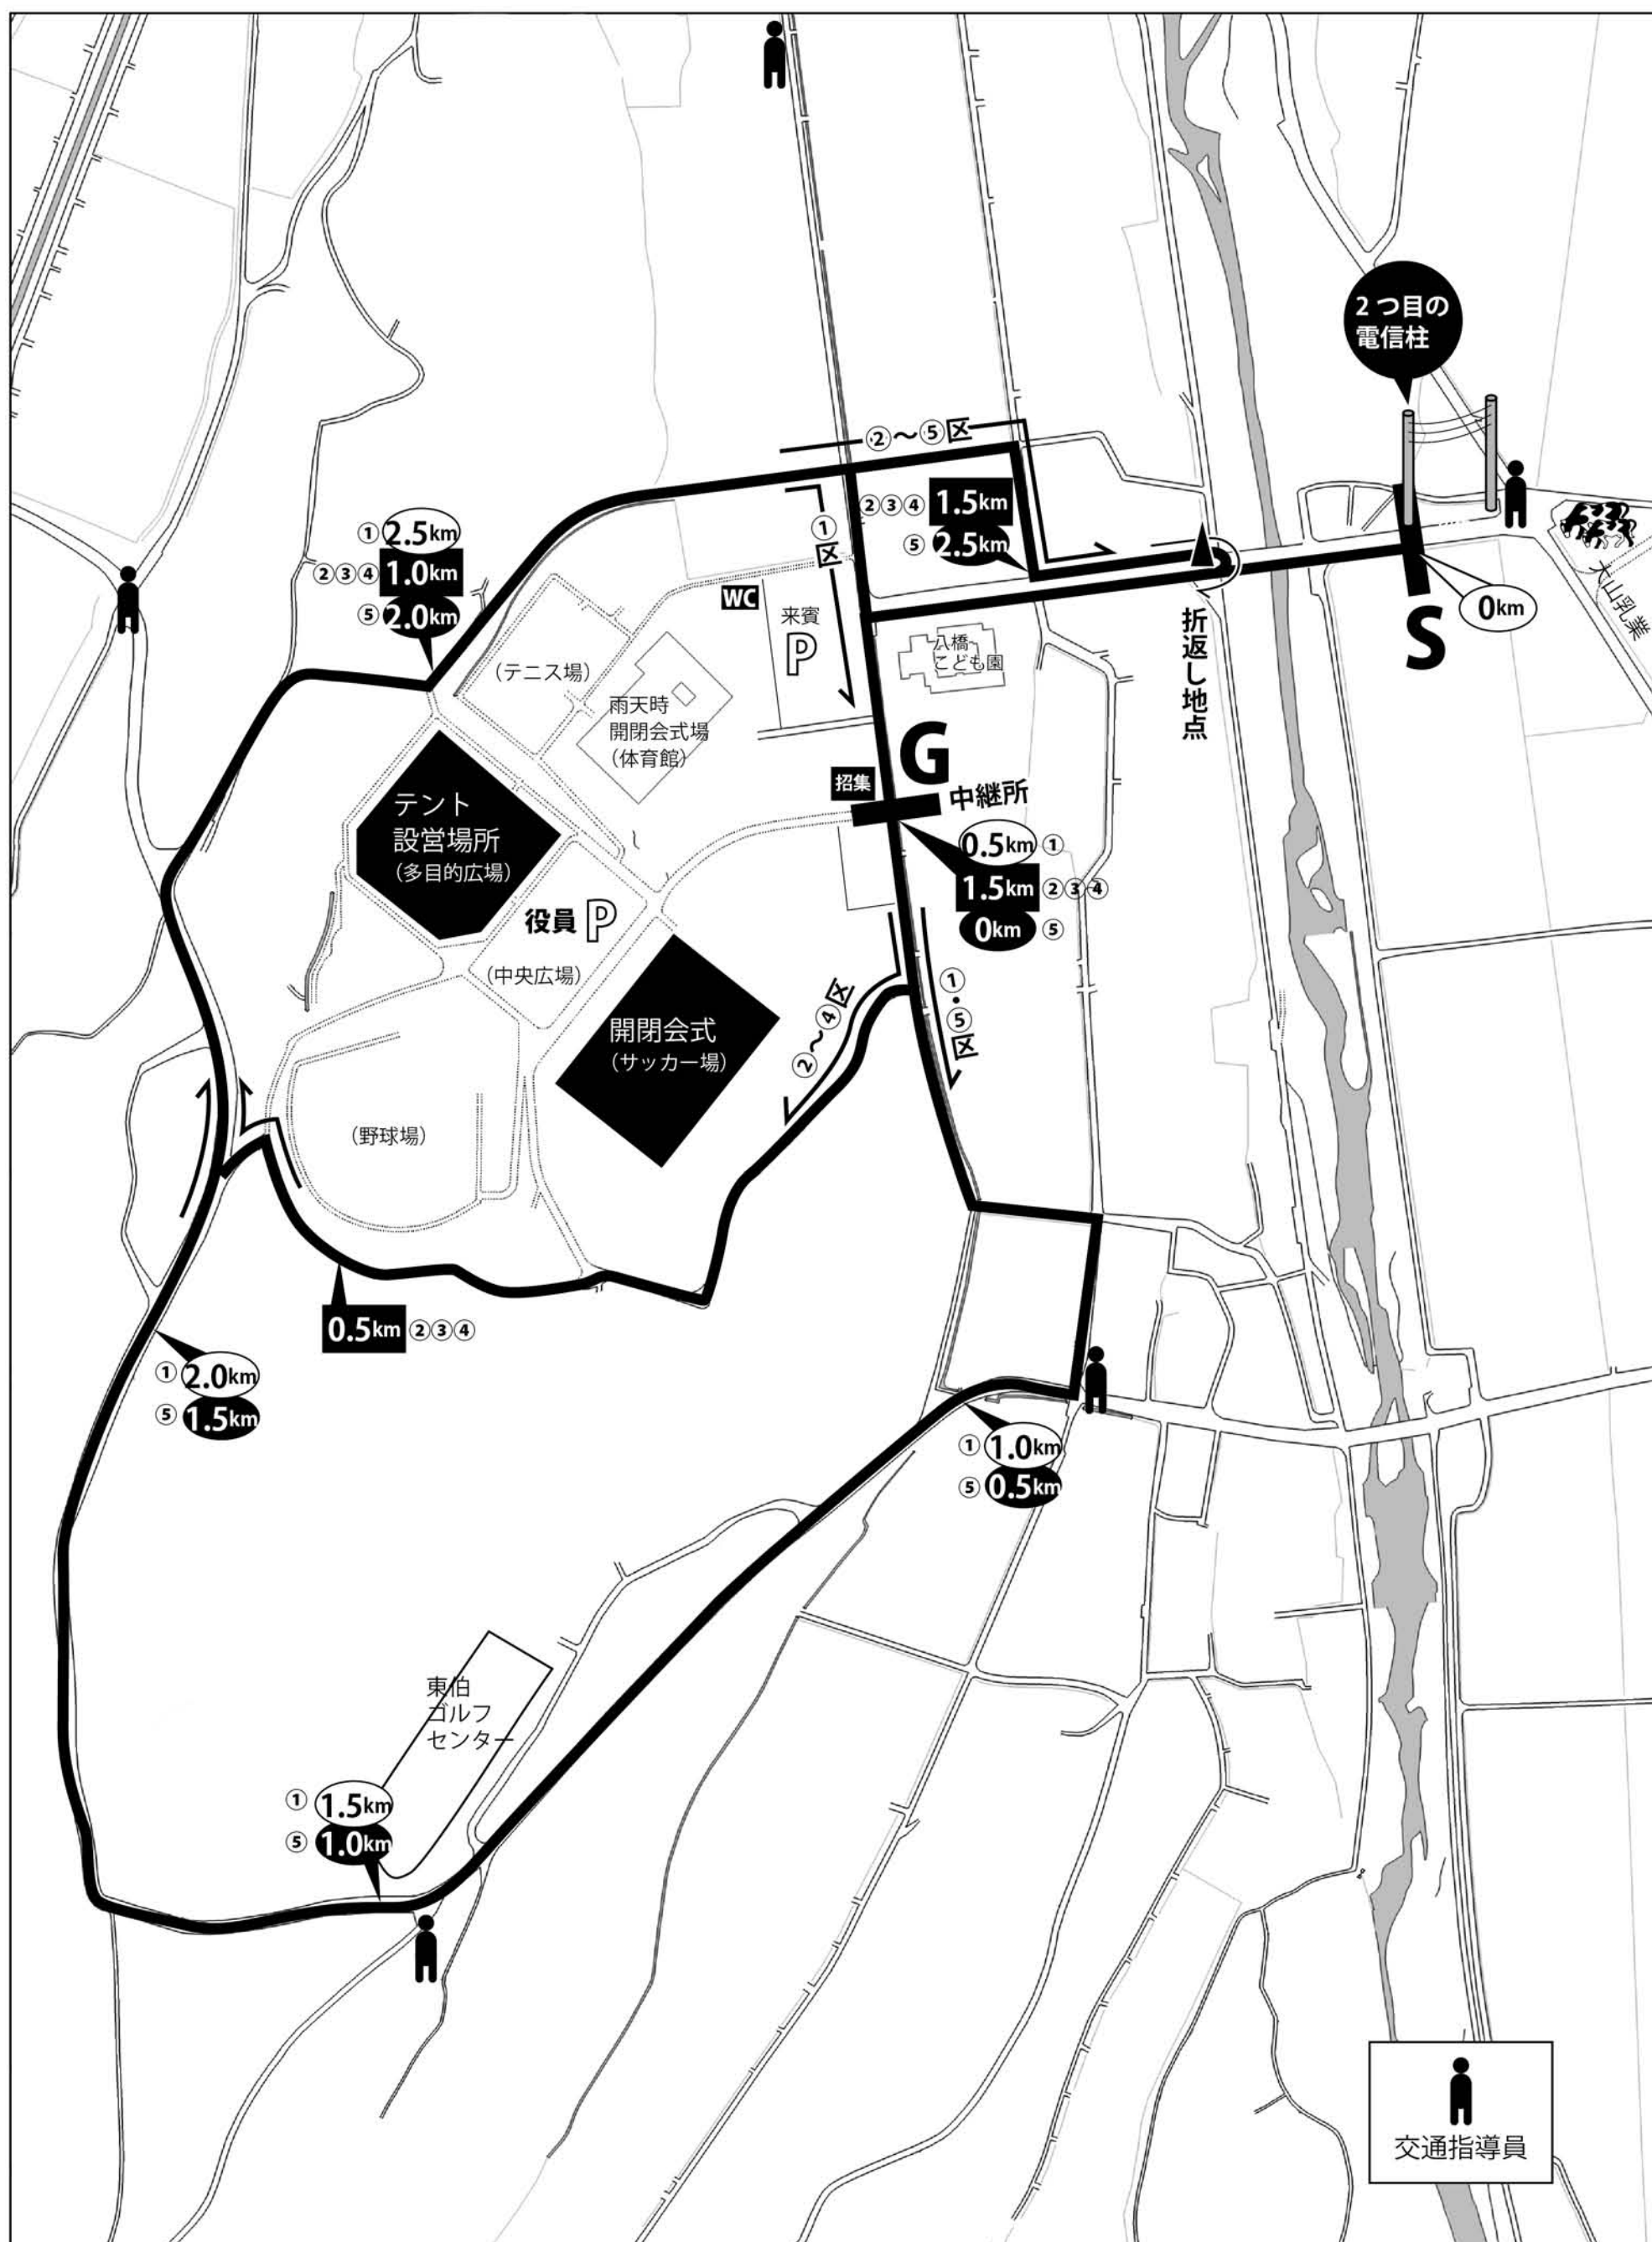 2つ目の
電信柱
②〜⑤区
①区
②③④ 1.5km
⑤ 2.5km
① 2.5km
②③④ 1.0km
⑤ 2.0km
WC
来賓
P
八橋
こども園
折返し地点
S
0km
大山乳業
(テニス場)
雨天時
開閉会式場
(体育館)
G
招集
中継所
0.5km ①
1.5km ②③④
0km ⑤
テント
設営場所
(多目的広場)
役員 P
(中央広場)
開閉会式
(サッカー場)
②〜④区
①・⑤区
(野球場)
0.5km ②③④
① 2.0km
⑤ 1.5km
① 1.0km
⑤ 0.5km
東伯
ゴルフ
センター
① 1.5km
⑤ 1.0km
交通指導員